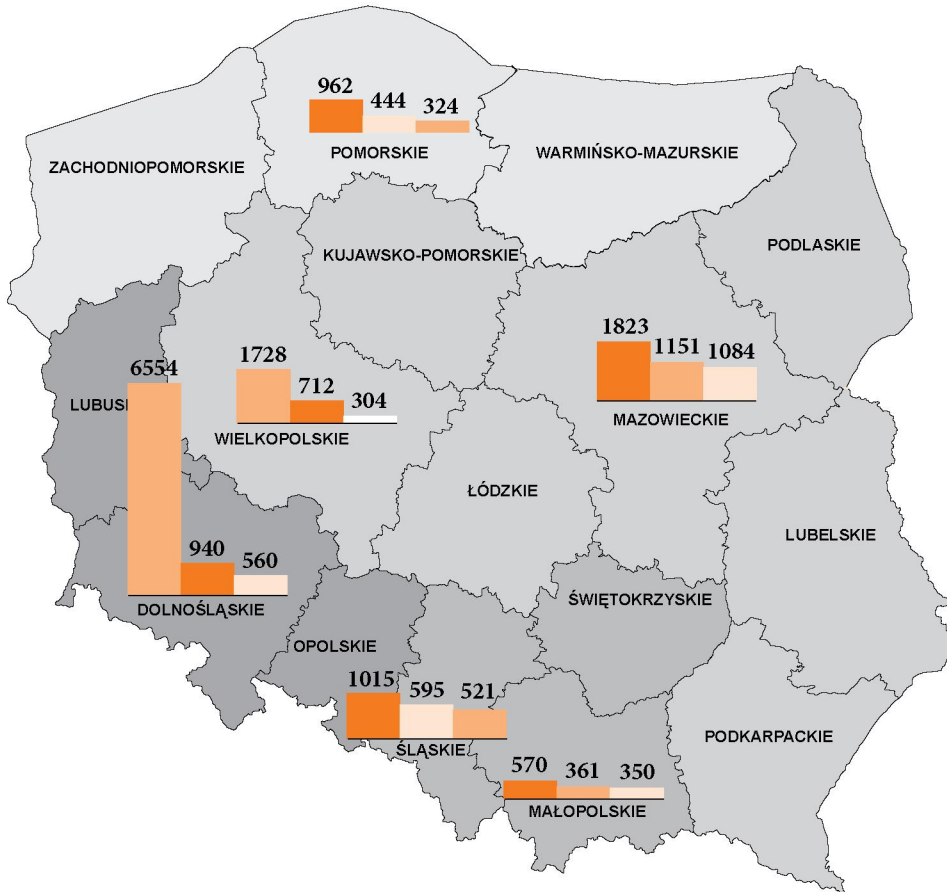 962 444 324
POMORSKIE
ZACHODNIOPOMORSKIE
WARMIŃSKO-MAZURSKIE
KUJAWSKO-POMORSKIE
PODLASKIE
6554
LUBUSK
1728 712 304
WIELKOPOLSKIE
1823 1151 1084
MAZOWIECKIE
ŁÓDZKIE
LUBELSKIE
940 560
DOLNOŚLĄSKIE
ŚWIĘTOKRZYSKIE
OPOLSKIE
1015 595 521
ŚLĄSKIE
PODKARPACKIE
570 361 350
MAŁOPOLSKIE